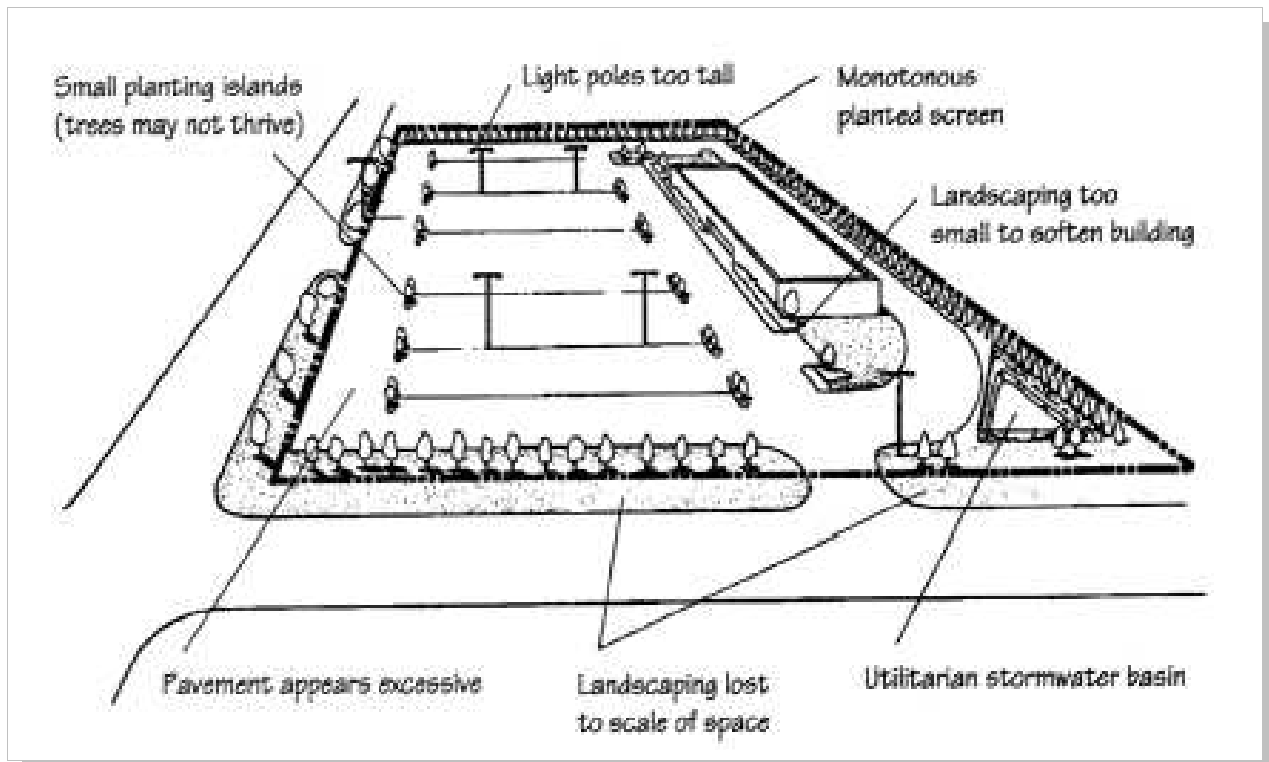 Small planting islands
(trees may not thrive)
Light poles too tall
Monotonous
planted screen
Landscaping too
small to soften building
Pavement appears excessive
Landscaping lost
to scale of space
Utilitarian stormwater basin